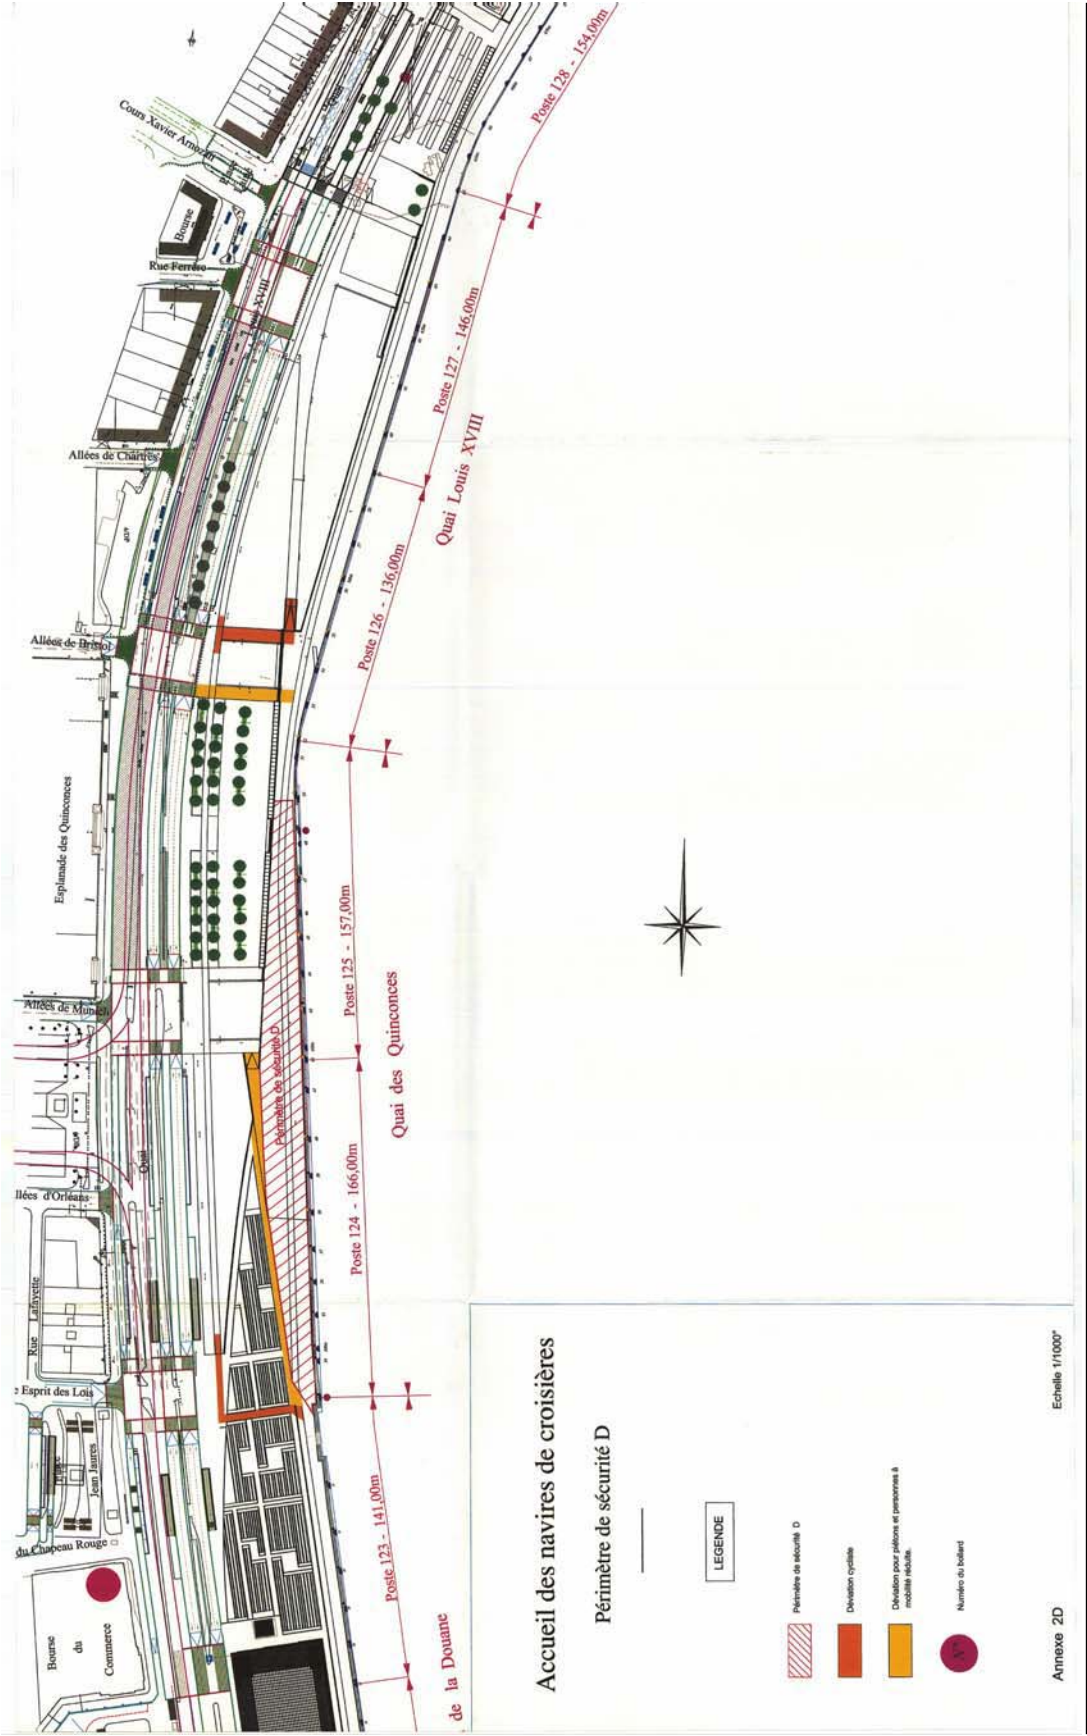 Cours Xavier Arnozan
Bourse
Rue Ferrère
XVIII
Allées de Chartres
Allées de Bristol
Esplanade des Quinconces
Allées de Munich
Quai
llées d'Orléans
Rue Lafayette
e Esprit des Lois
Place
Jean Jaures
du Chapeau Rouge
Bourse
du
Commerce
Poste 128 - 154,00m
Poste 127 - 146,00m
Quai Louis XVIII
Poste 126 - 136,00m
Poste 125 - 157,00m
Quai des Quinconces
Périmètre de sécurité D
Poste 124 - 166,00m
Poste 123 - 141,00m
de la Douane
Accueil des navires de croisières
Périmètre de sécurité D
LEGENDE
Périmètre de sécurité D
Déviation cycliste
Déviation pour piétons et personnes à
mobilité réduite.
N°
Numéro du bollard
Annexe 2D
Echelle 1/1000°